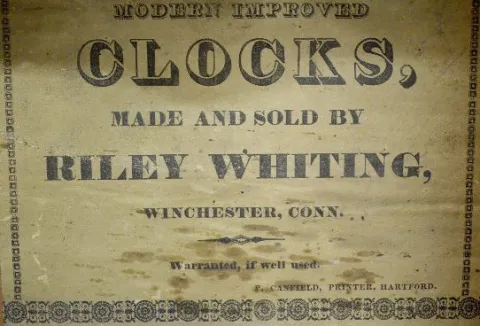 MODERN IMPROVED
CLOCKS,
MADE AND SOLD BY
RILEY WHITING,
WINCHESTER, CONN.
Warranted, if well used.
F. CANFIELD, PRINTER, HARTFORD.